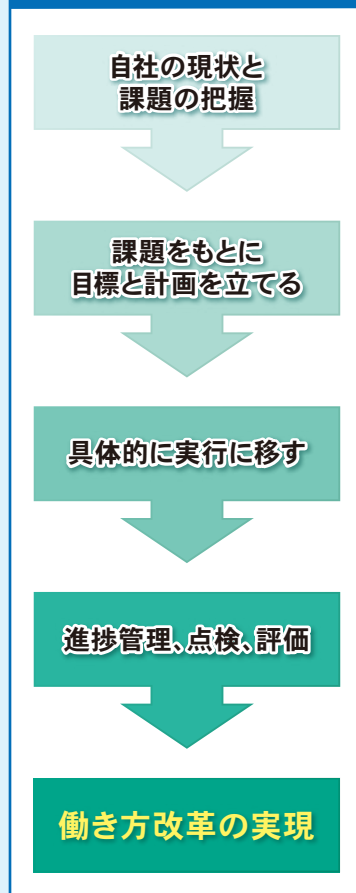 自社の現状と
課題の把握
課題をもとに
目標と計画を立てる
具体的に実行に移す
進捗管理、点検、評価
働き方改革の実現